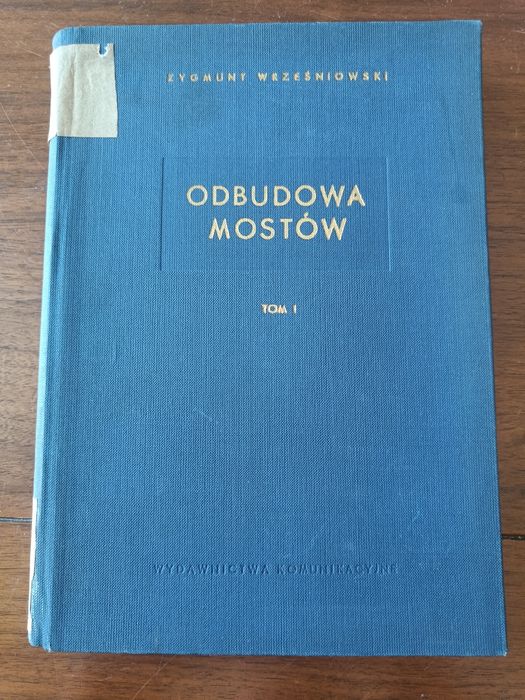 ZYGMUNT WRZEŚNIOWSKI
ODBUDOWA
MOSTÓW
TOM I
WYDAWNICTWA KOMUNIKACYJNE